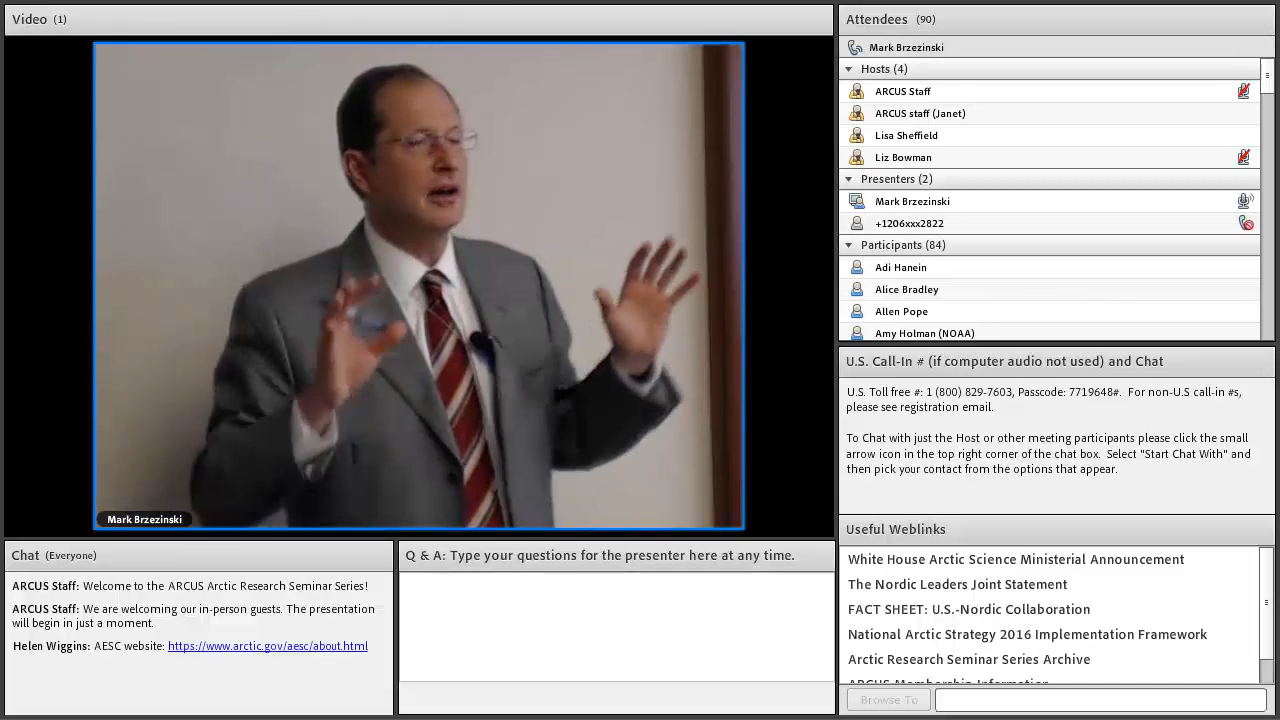 Video (1)
Mark Brzezinski
Chat (Everyone)
ARCUS Staff: Welcome to the ARCUS Arctic Research Seminar Series!
ARCUS Staff: We are welcoming our in-person guests. The presentation
will begin in just a moment.
Helen Wiggins: AESC website: https://www.arctic.gov/aesc/about.html
Q & A: Type your questions for the presenter here at any time.
Attendees (90)
Mark Brzezinski
Hosts (4)
ARCUS Staff
ARCUS staff (Janet)
Lisa Sheffield
Liz Bowman
Presenters (2)
Mark Brzezinski
+1206xxx2822
Participants (84)
Adi Hanein
Alice Bradley
Allen Pope
Amy Holman (NOAA)
U.S. Call-In # (if computer audio not used) and Chat
U.S. Toll free #: 1 (800) 829-7603, Passcode: 7719648#. For non-U.S call-in #s,
please see registration email.
To Chat with just the Host or other meeting participants please click the small
arrow icon in the top right corner of the chat box. Select "Start Chat With" and
then pick your contact from the options that appear.
Useful Weblinks
White House Arctic Science Ministerial Announcement
The Nordic Leaders Joint Statement
FACT SHEET: U.S.-Nordic Collaboration
National Arctic Strategy 2016 Implementation Framework
Arctic Research Seminar Series Archive
ARCUS Membership Information
Browse To